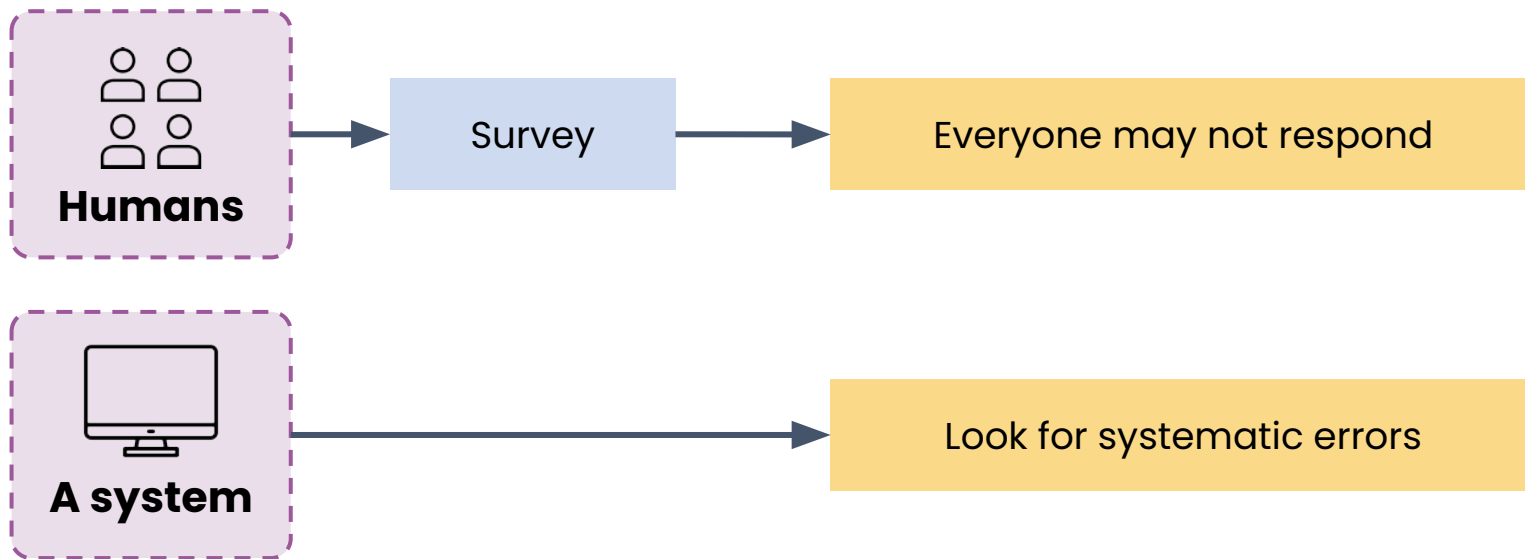 Humans
Survey
Everyone may not respond
A system
Look for systematic errors